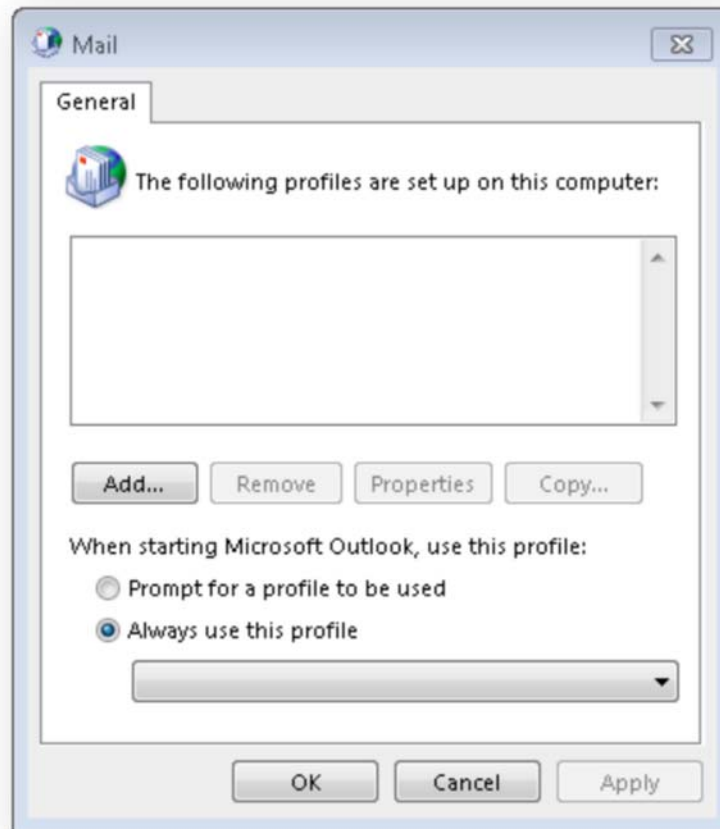 Mail
General
The following profiles are set up on this computer:
Add... Remove Properties Copy...
When starting Microsoft Outlook, use this profile:
Prompt for a profile to be used
Always use this profile
OK Cancel Apply